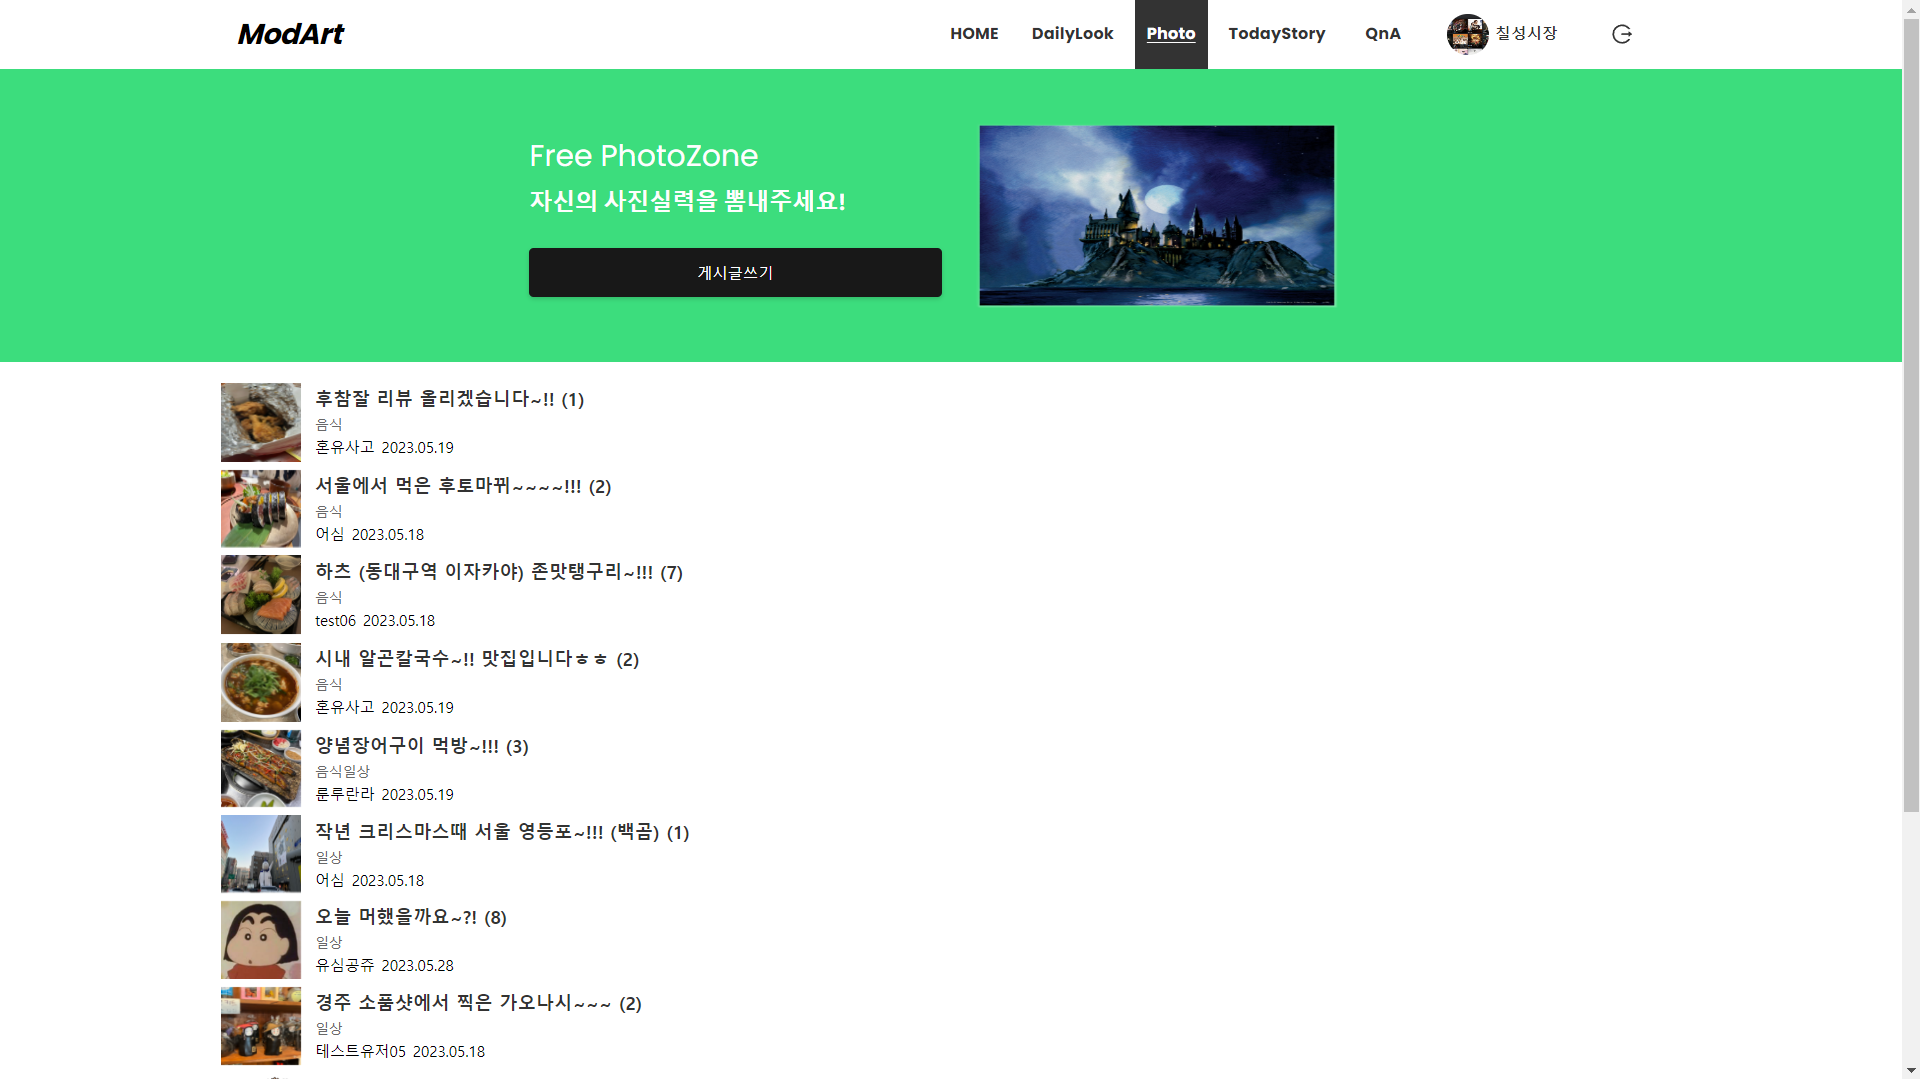 ModArt
HOME DailyLook Photo TodayStory QnA 칠성시장
Free PhotoZone
자신의 사진실력을 뽐내주세요!
게시글쓰기
후참잘 리뷰 올리겠습니다~!! (1)
음식
혼유사고 2023.05.19
서울에서 먹은 후토마뀌~~~~!!! (2)
음식
어심 2023.05.18
하츠 (동대구역 이자카야) 존맛탱구리~!!! (7)
음식
test06 2023.05.18
시내 알곤칼국수~!! 맛집입니다ㅎㅎ (2)
음식
혼유사고 2023.05.19
양념장어구이 먹방~!!! (3)
음식일상
룬루란라 2023.05.19
작년 크리스마스때 서울 영등포~!!! (백곰) (1)
일상
어심 2023.05.18
오늘 머했을까요~?! (8)
일상
유심공쥬 2023.05.28
경주 소품샷에서 찍은 가오나시~~~ (2)
일상
테스트유저05 2023.05.18